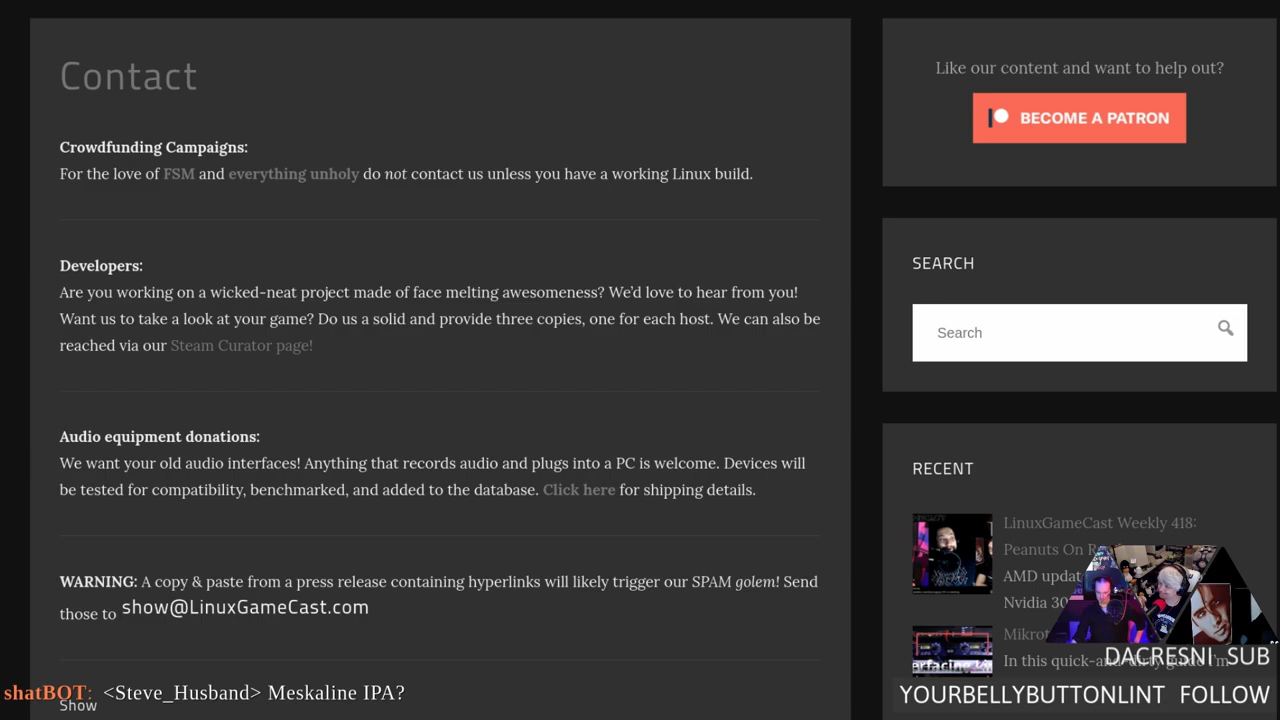 Contact
Crowdfunding Campaigns:
For the love of FSM and everything unholy do not contact us unless you have a working Linux build.
Developers:
Are you working on a wicked-neat project made of face melting awesomeness? We'd love to hear from you!
Want us to take a look at your game? Do us a solid and provide three copies, one for each host. We can also be
reached via our Steam Curator page!
Audio equipment donations:
We want your old audio interfaces! Anything that records audio and plugs into a PC is welcome. Devices will
be tested for compatibility, benchmarked, and added to the database. Click here for shipping details.
WARNING: A copy & paste from a press release containing hyperlinks will likely trigger our SPAM golem! Send
those to show@LinuxGameCast.com
Show
Like our content and want to help out?
BECOME A PATRON
SEARCH
Search
RECENT
LinuxGameCast Weekly 418:
Peanuts On
AMD
Nvidia
In this quick-and-dirty guide I'm
DACRESNI SUB
YOURBELLYBUTTONLINT FOLLOW
shatBOT: <Steve_Husband> Meskaline IPA?